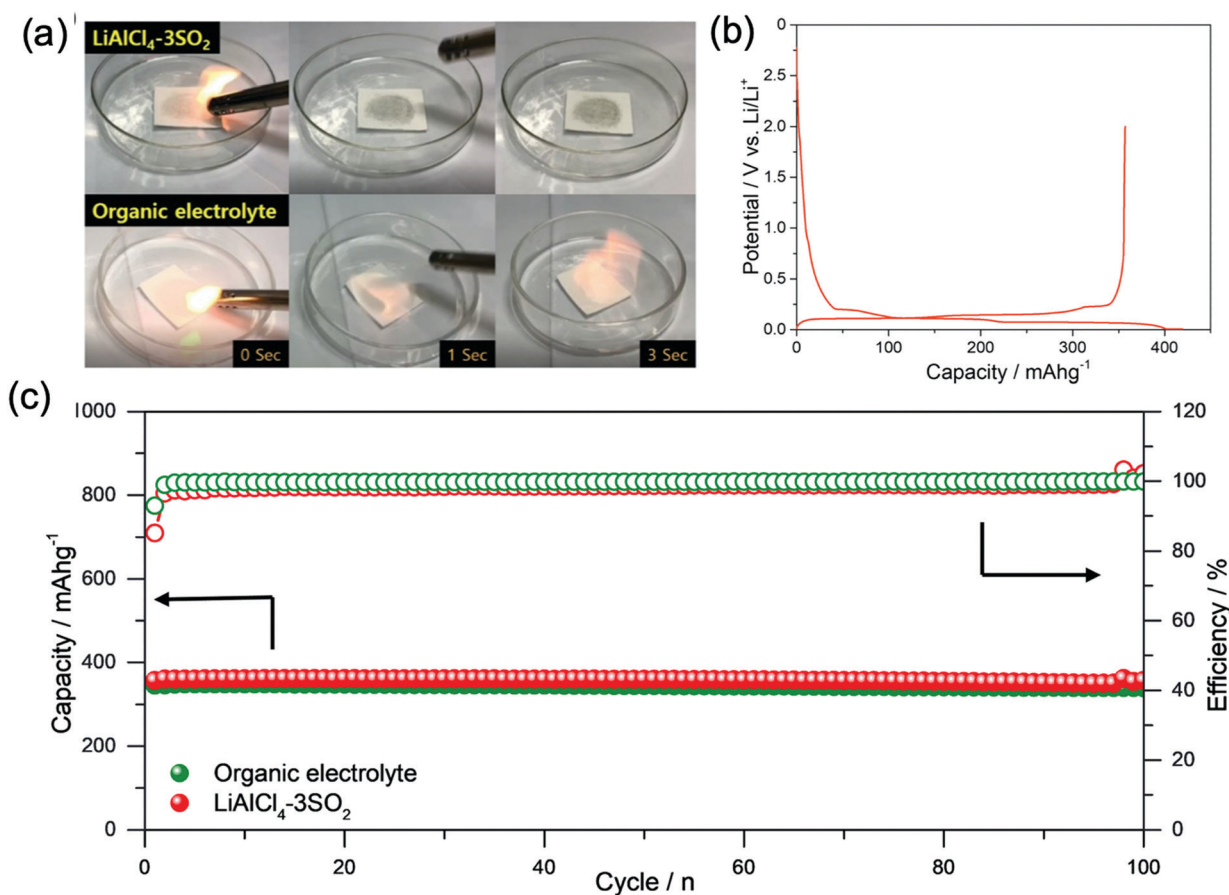 (a)
LiAlCl₄-3SO₂
Organic electrolyte
0 Sec
1 Sec
3 Sec
(b)
Potential / V vs. Li/Li⁺
0
2.5
2.0
1.5
1.0
0.5
0.0
0
100
200
300
400
Capacity / mAhg⁻¹
(c)
Capacity / mAhg⁻¹
1000
800
600
400
200
0
Organic electrolyte
LiAlCl₄-3SO₂
120
100
80
60
40
20
0
Efficiency / %
0
20
40
60
80
100
Cycle / n